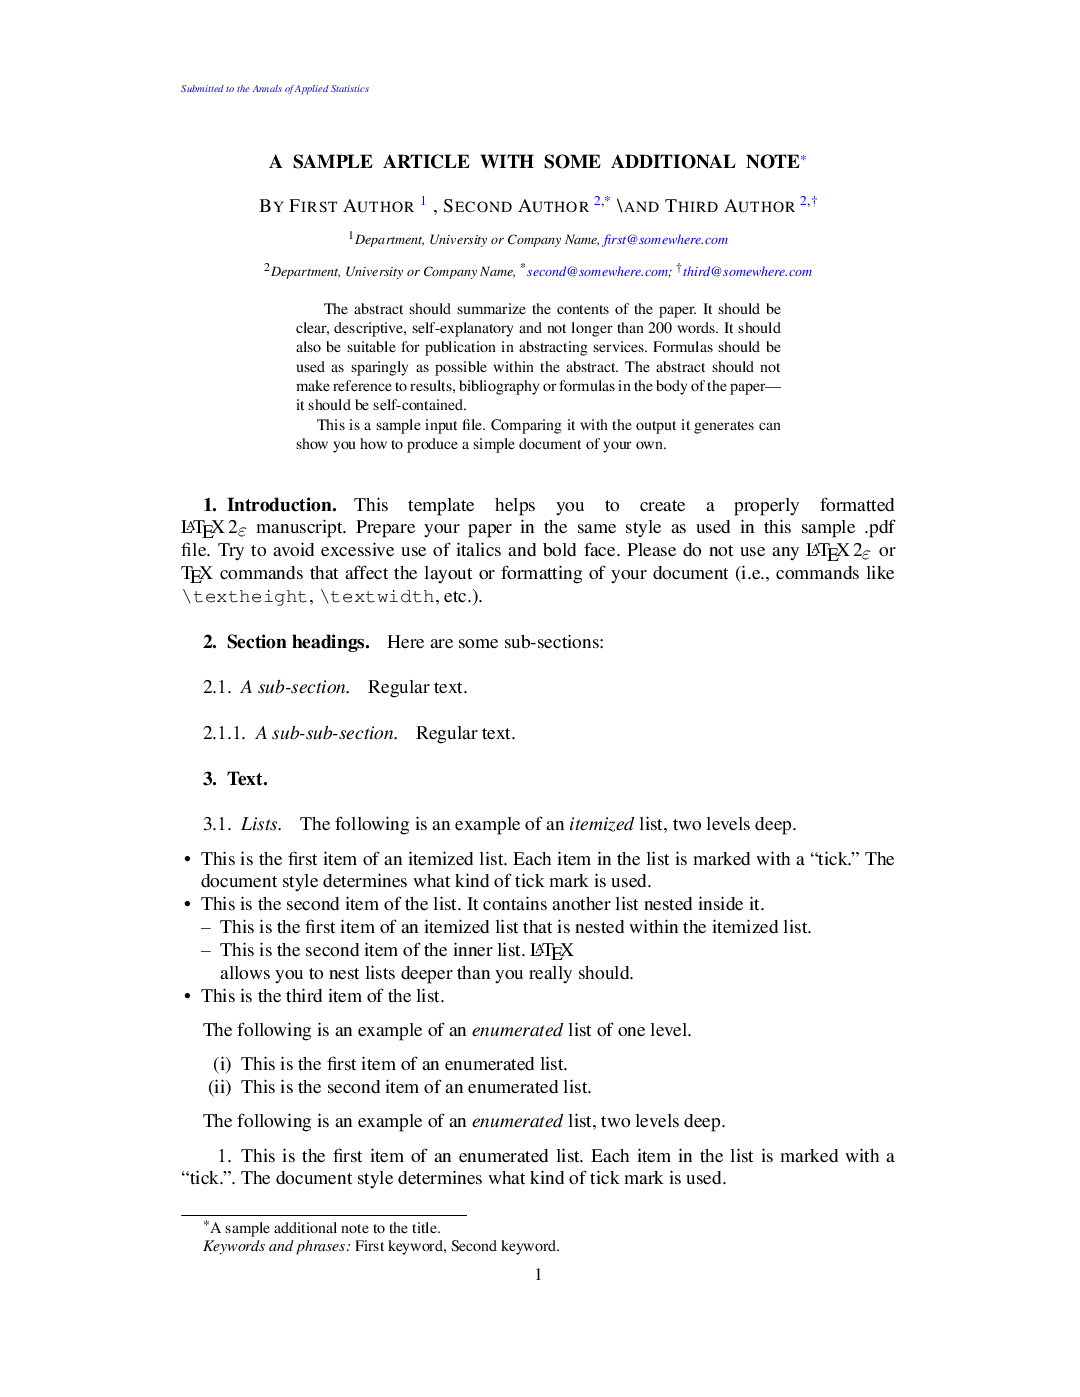 Submitted to the Annals of Applied Statistics
A SAMPLE ARTICLE WITH SOME ADDITIONAL NOTE*
BY FIRST AUTHOR 1 , SECOND AUTHOR 2,* \AND THIRD AUTHOR 2,†
1Department, University or Company Name, first@somewhere.com
2Department, University or Company Name, *second@somewhere.com; †third@somewhere.com
The abstract should summarize the contents of the paper. It should be
clear, descriptive, self-explanatory and not longer than 200 words. It should
also be suitable for publication in abstracting services. Formulas should be
used as sparingly as possible within the abstract. The abstract should not
make reference to results, bibliography or formulas in the body of the paper—
it should be self-contained.
This is a sample input file. Comparing it with the output it generates can
show you how to produce a simple document of your own.
1. Introduction. This template helps you to create a properly formatted
LATEX 2ε manuscript. Prepare your paper in the same style as used in this sample .pdf
file. Try to avoid excessive use of italics and bold face. Please do not use any LATEX 2ε or
TEX commands that affect the layout or formatting of your document (i.e., commands like
\textheight, \textwidth, etc.).
2. Section headings. Here are some sub-sections:
2.1. A sub-section. Regular text.
2.1.1. A sub-sub-section. Regular text.
3. Text.
3.1. Lists. The following is an example of an itemized list, two levels deep.
• This is the first item of an itemized list. Each item in the list is marked with a “tick.” The
document style determines what kind of tick mark is used.
• This is the second item of the list. It contains another list nested inside it.
– This is the first item of an itemized list that is nested within the itemized list.
– This is the second item of the inner list. LATEX
allows you to nest lists deeper than you really should.
• This is the third item of the list.
The following is an example of an enumerated list of one level.
(i) This is the first item of an enumerated list.
(ii) This is the second item of an enumerated list.
The following is an example of an enumerated list, two levels deep.
1. This is the first item of an enumerated list. Each item in the list is marked with a
“tick.”. The document style determines what kind of tick mark is used.
*A sample additional note to the title.
Keywords and phrases: First keyword, Second keyword.
1